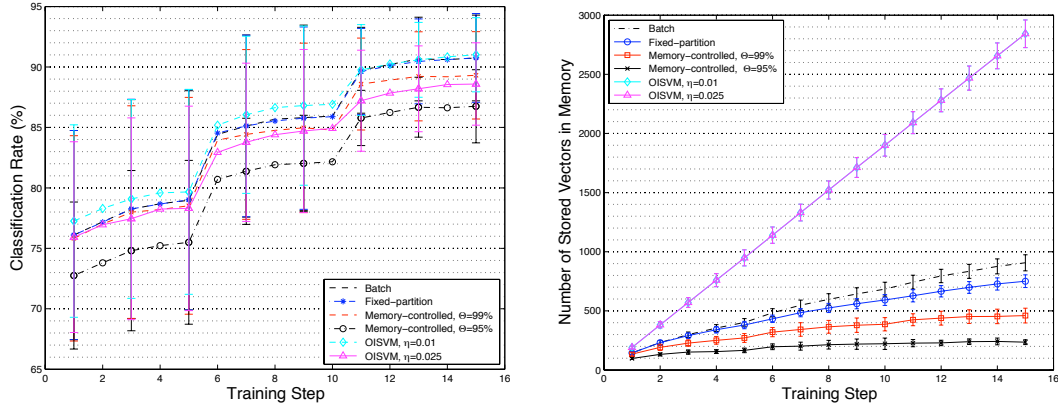 95
90
85
80
75
70
65
0
2
4
6
8
10
12
14
16
Classification Rate (%)
Training Step
Batch
Fixed-partition
Memory-controlled, Θ=99%
Memory-controlled, Θ=95%
OISVM, η=0.01
OISVM, η=0.025
3000
2500
2000
1500
1000
500
0
0
2
4
6
8
10
12
14
16
Number of Stored Vectors in Memory
Training Step
Batch
Fixed-partition
Memory-controlled, Θ=99%
Memory-controlled, Θ=95%
OISVM, η=0.01
OISVM, η=0.025